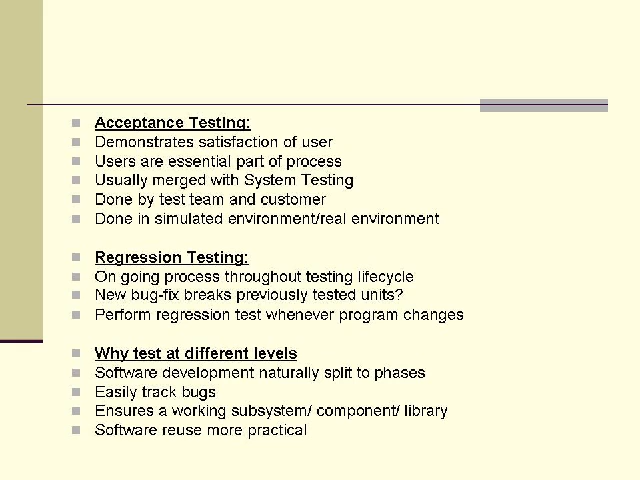 Acceptance Testing:
Demonstrates satisfaction of user
Users are essential part of process
Usually merged with System Testing
Done by test team and customer
Done in simulated environment/real environment
Regression Testing:
On going process throughout testing lifecycle
New bug-fix breaks previously tested units?
Perform regression test whenever program changes
Why test at different levels
Software development naturally split to phases
Easily track bugs
Ensures a working subsystem/ component/ library
Software reuse more practical